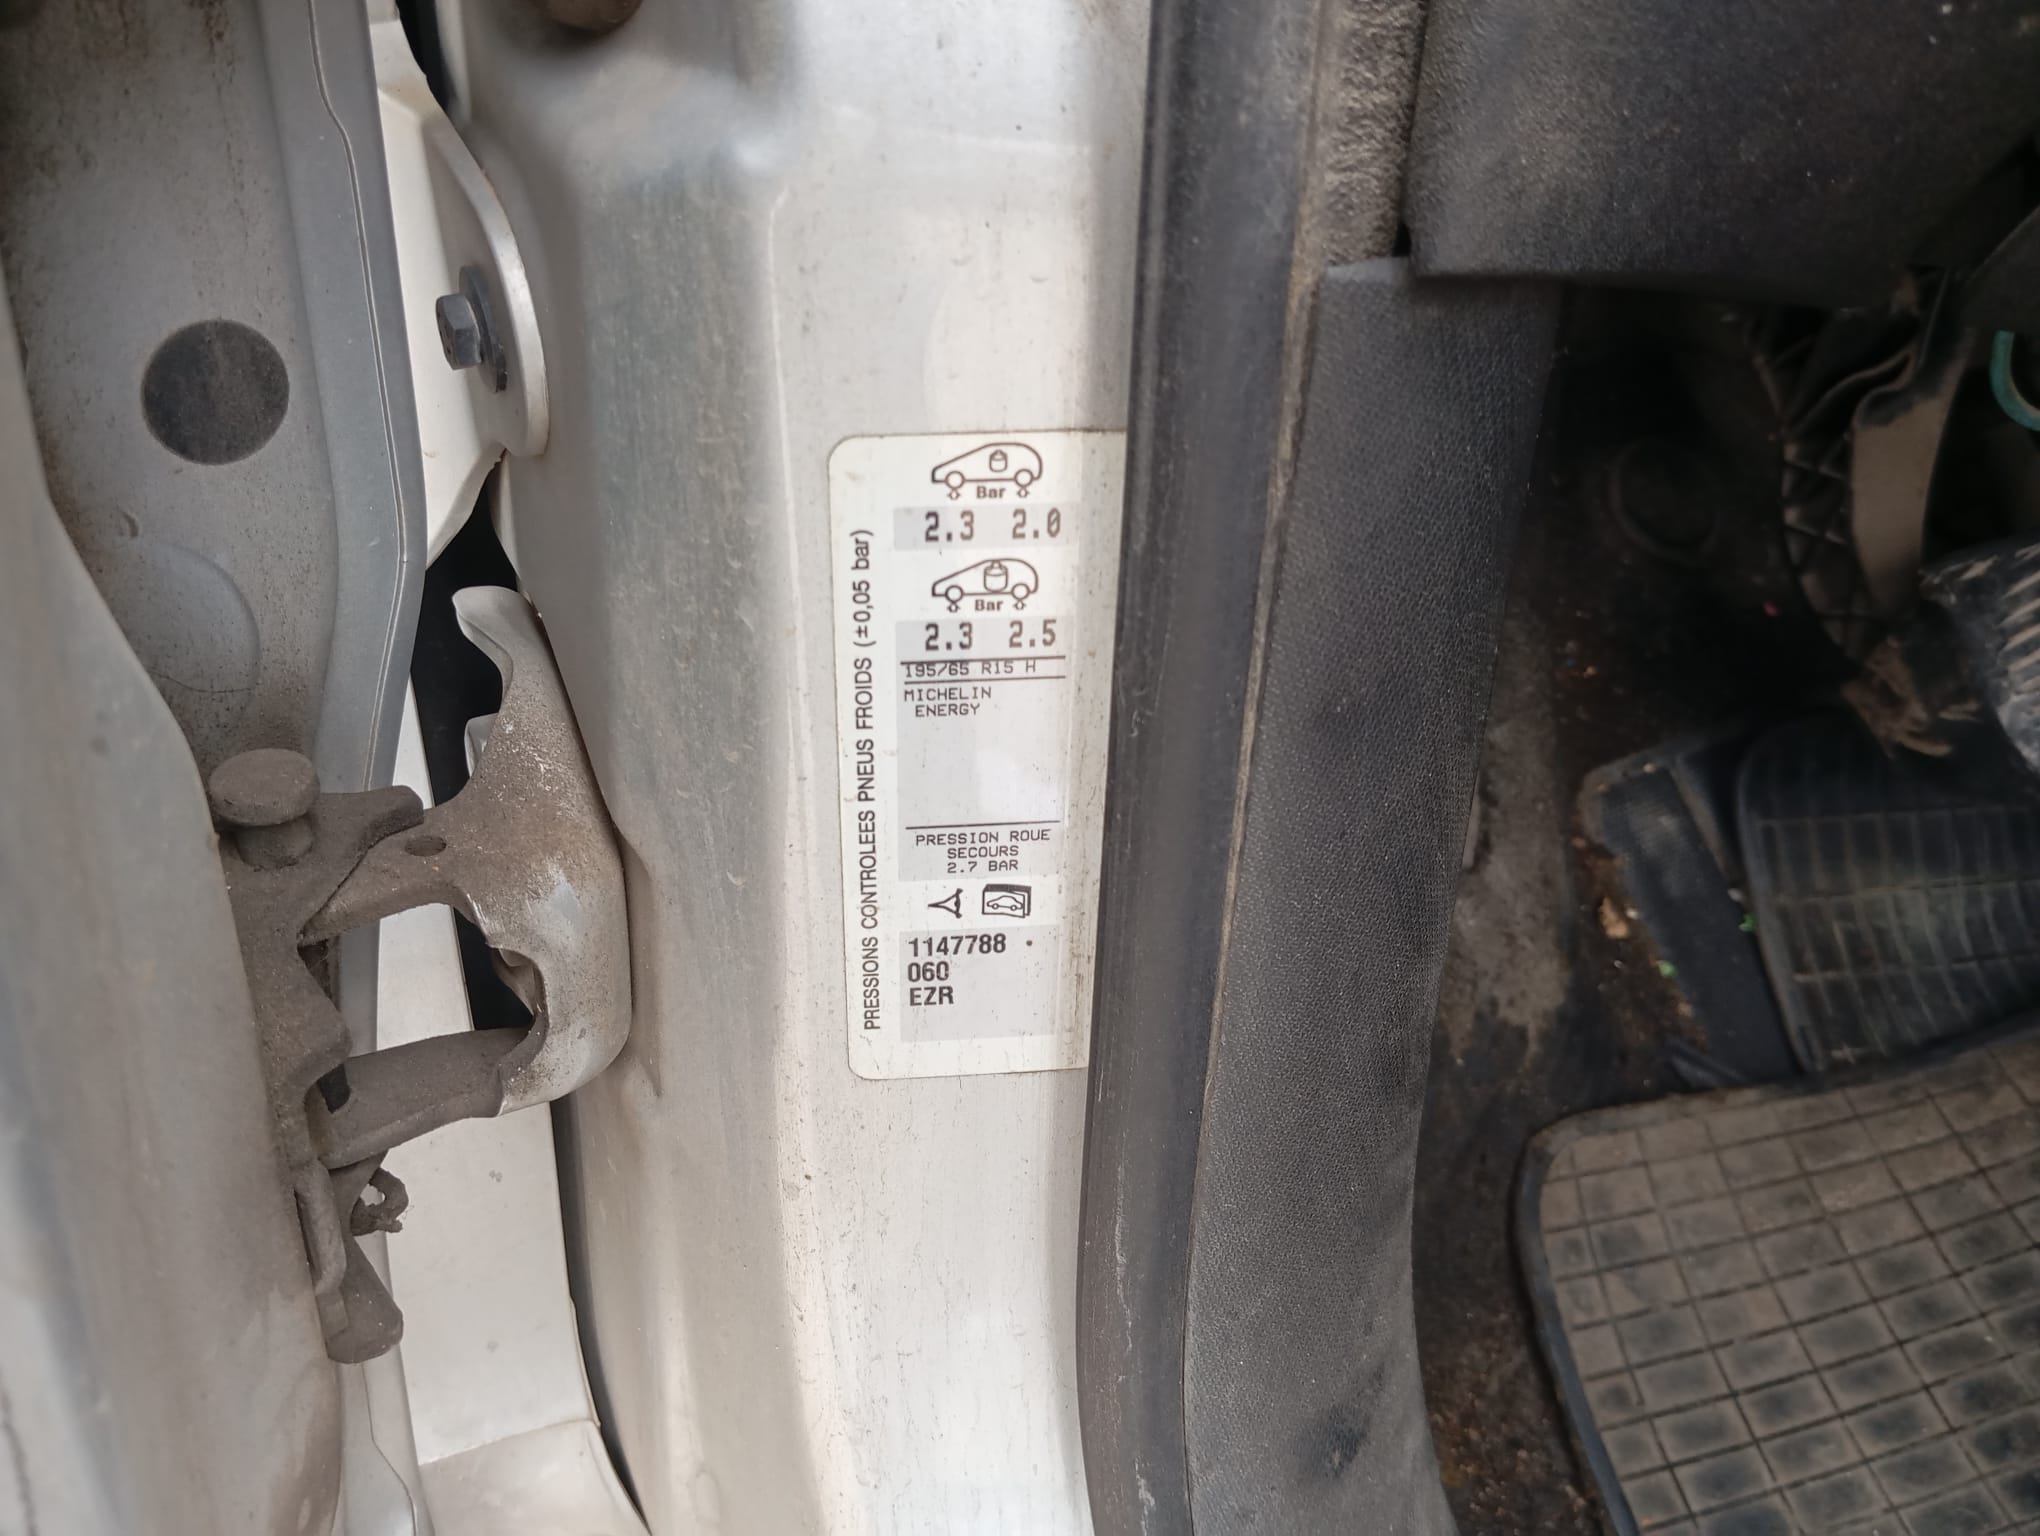 Bar
2.3 2.0
Bar
2.3 2.5
195/65 R15 H
MICHELIN
ENERGY
PRESSION ROUE
SECOURS
2.7 BAR
1147788 ·
060
EZR
PRESSIONS CONTROLEES PNEUS FROIDS (±0,05 bar)